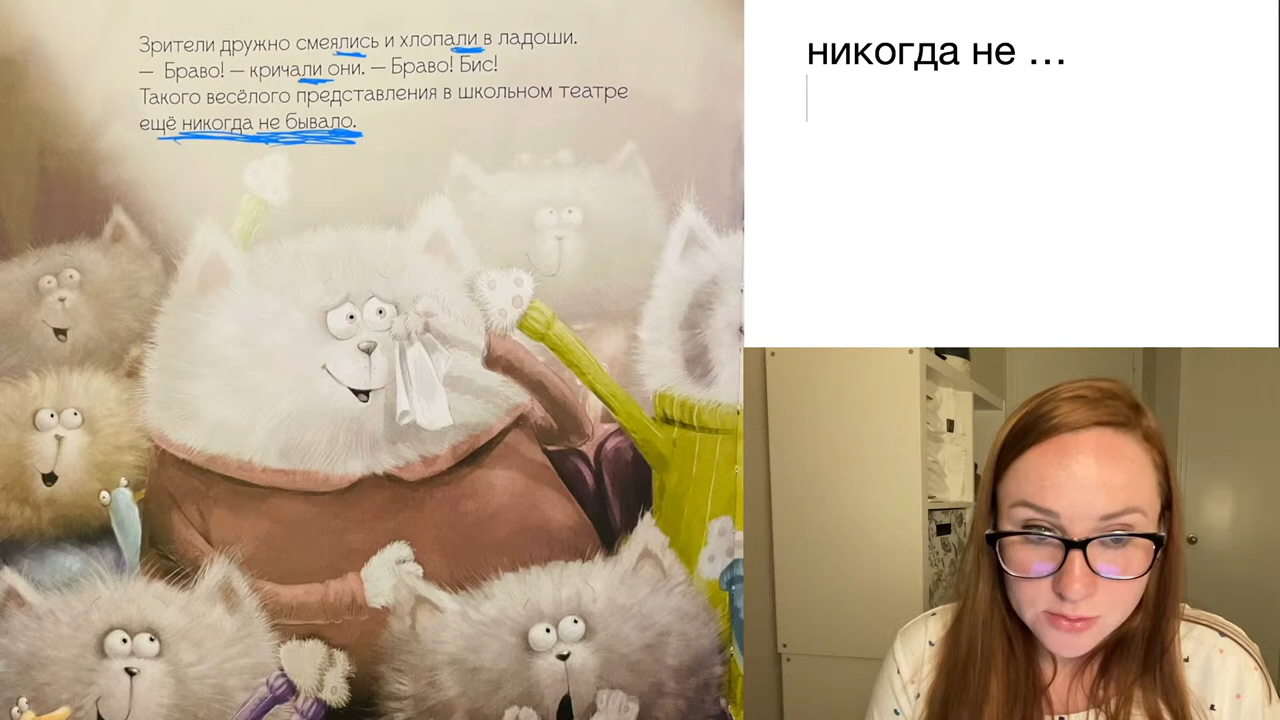 Зрители дружно смеялись и хлопали в ладоши.
— Браво! — кричали они. — Браво! Бис!
Такого весёлого представления в школьном театре
ещё никогда не бывало.
никогда не ...